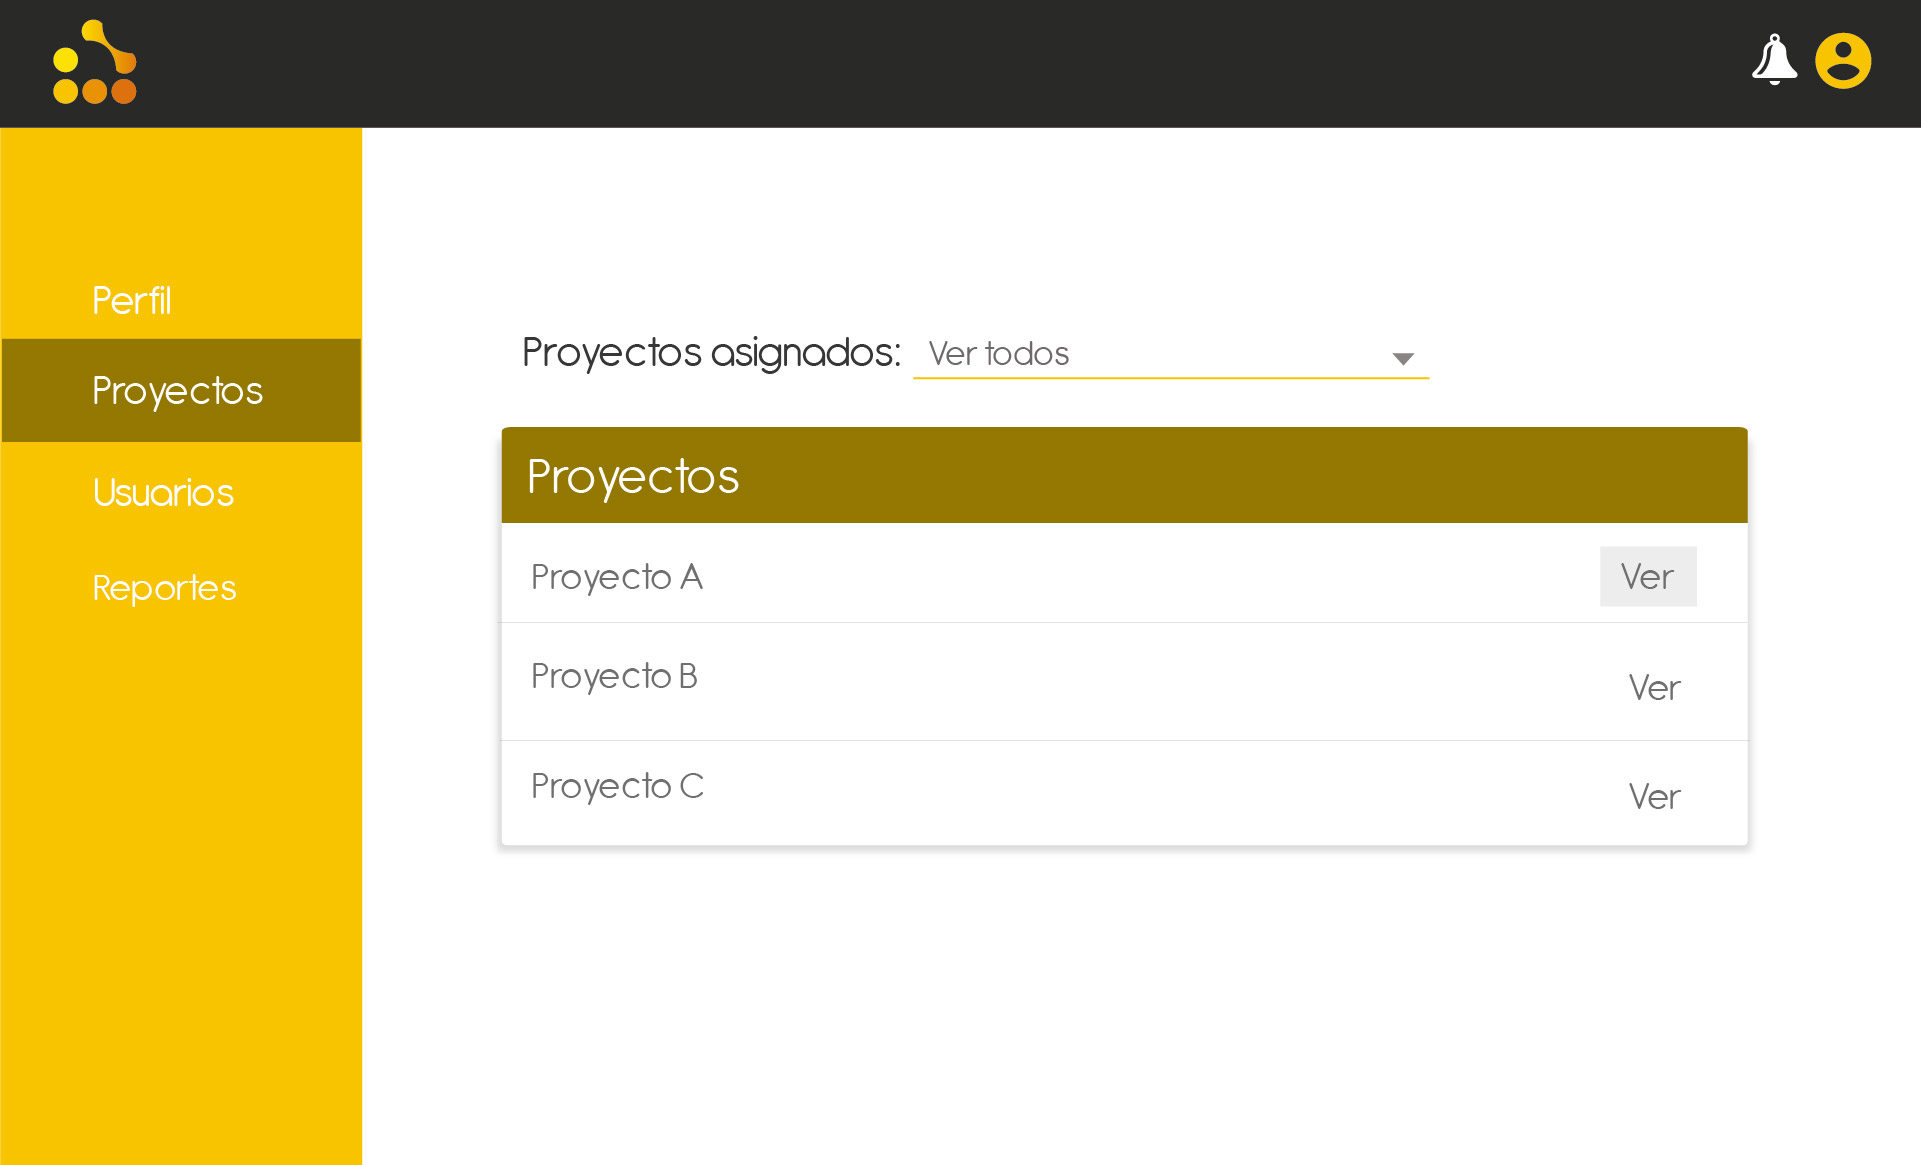 Perfil
Proyectos
Usuarios
Reportes
Proyectos asignados: Ver todos
Proyectos
Proyecto A Ver
Proyecto B Ver
Proyecto C Ver